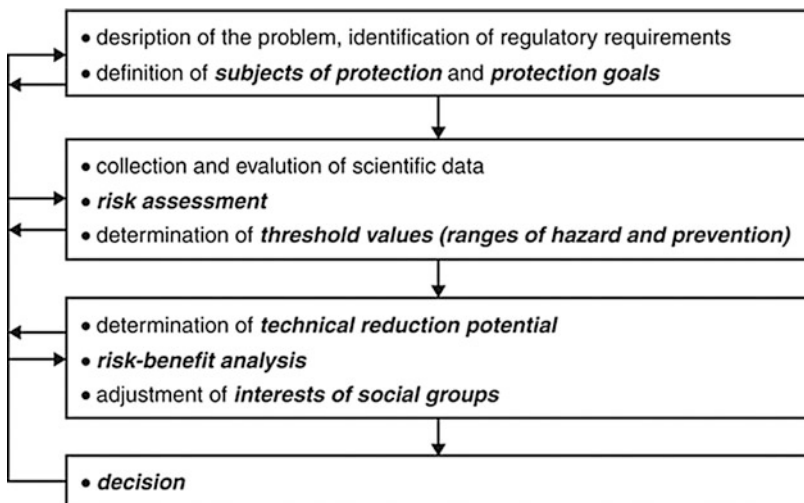 • desription of the problem, identification of regulatory requirements
• definition of subjects of protection and protection goals
• collection and evalution of scientific data
• risk assessment
• determination of threshold values (ranges of hazard and prevention)
• determination of technical reduction potential
• risk-benefit analysis
• adjustment of interests of social groups
• decision